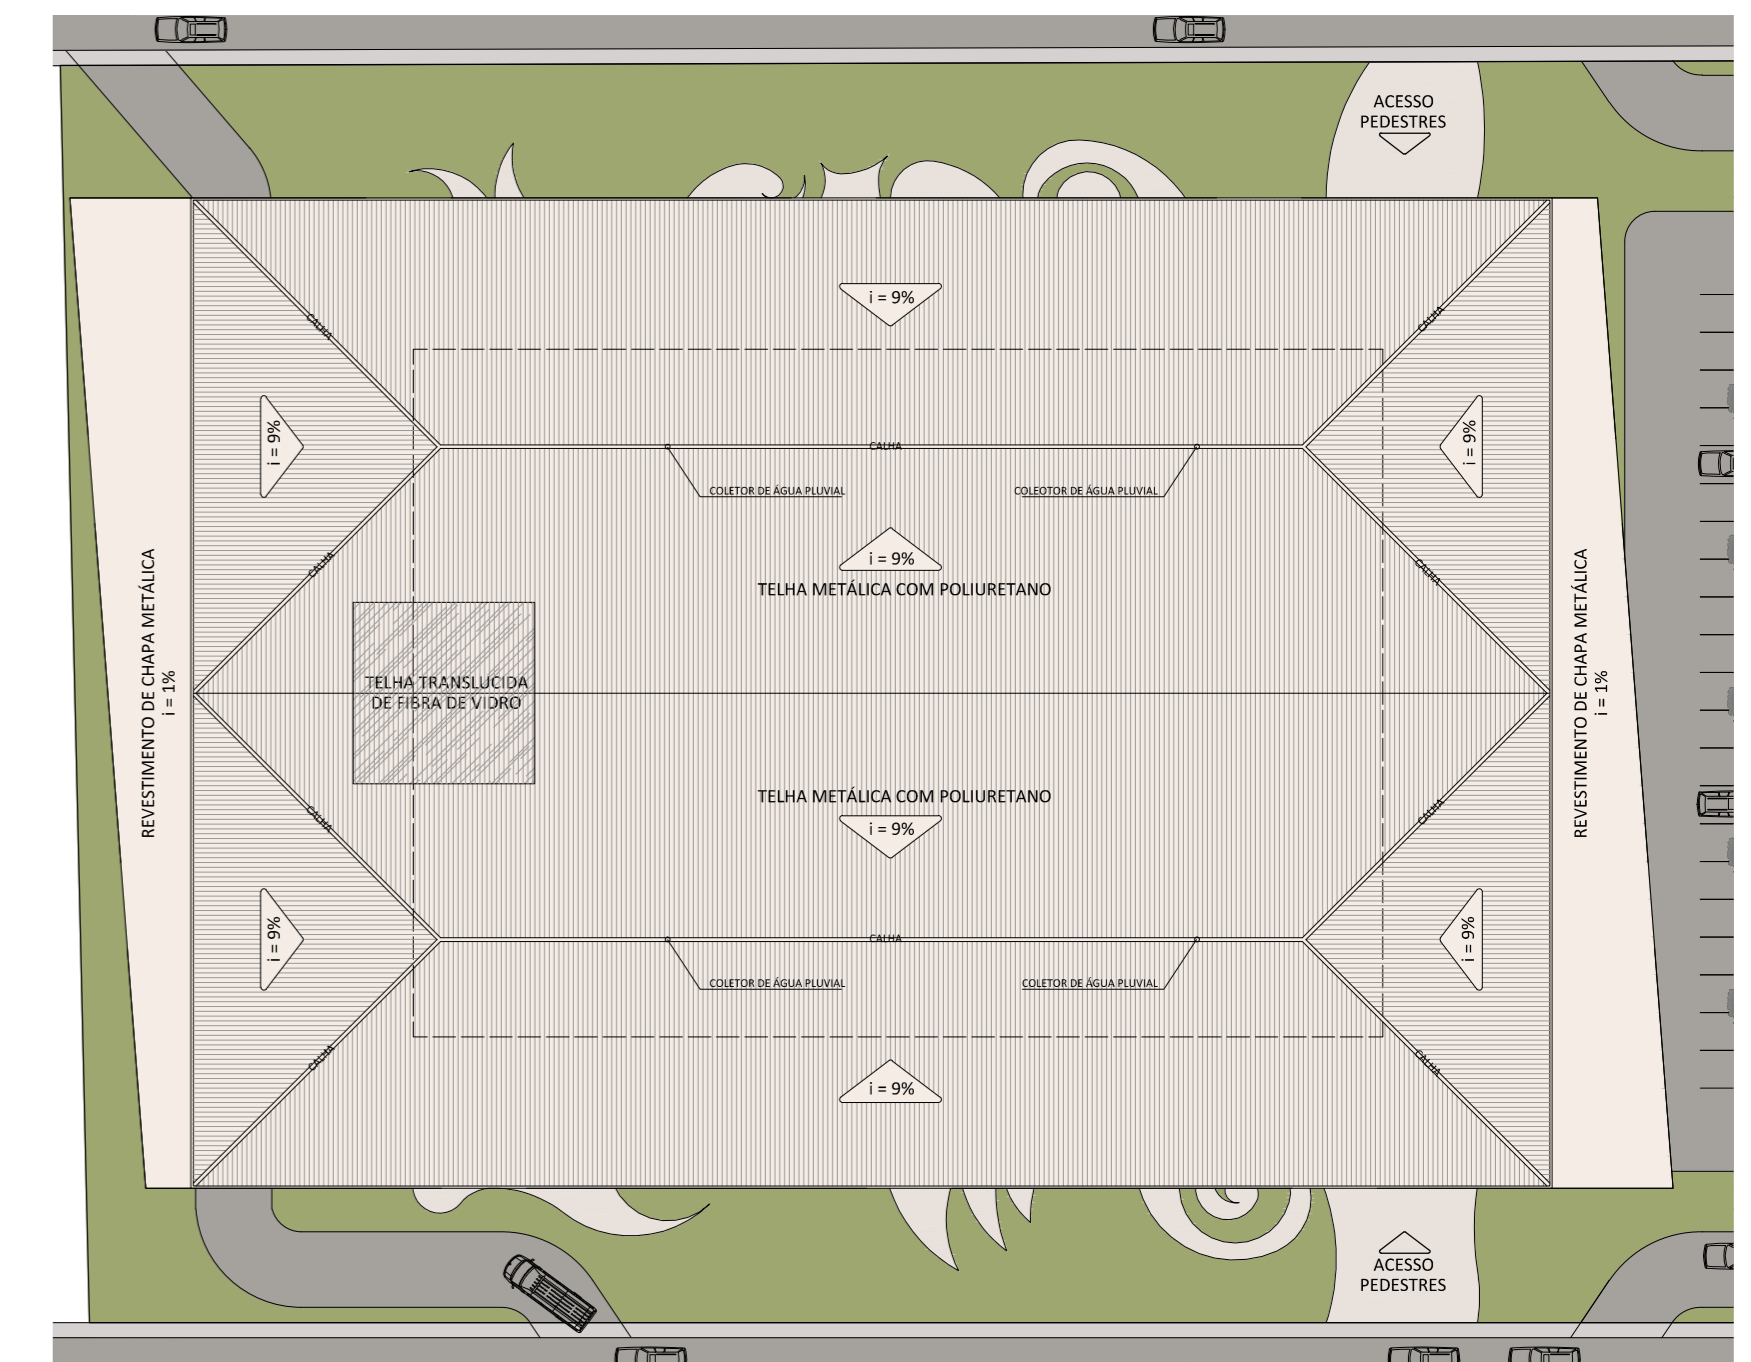 ACESSO
PEDESTRES
i = 9%
CALHA
CALHA
i = 9%
i = 9%
CALHA
COLETOR DE ÁGUA PLUVIAL
COLEOTOR DE ÁGUA PLUVIAL
i = 9%
CALHA
CALHA
TELHA METÁLICA COM POLIURETANO
REVESTIMENTO DE CHAPA METÁLICA
i = 1%
TELHA TRANSLUCIDA
DE FIBRA DE VIDRO
REVESTIMENTO DE CHAPA METÁLICA
i = 1%
TELHA METÁLICA COM POLIURETANO
i = 9%
CALHA
CALHA
i = 9%
i = 9%
CALHA
COLETOR DE ÁGUA PLUVIAL
COLETOR DE ÁGUA PLUVIAL
CALHA
CALHA
i = 9%
ACESSO
PEDESTRES